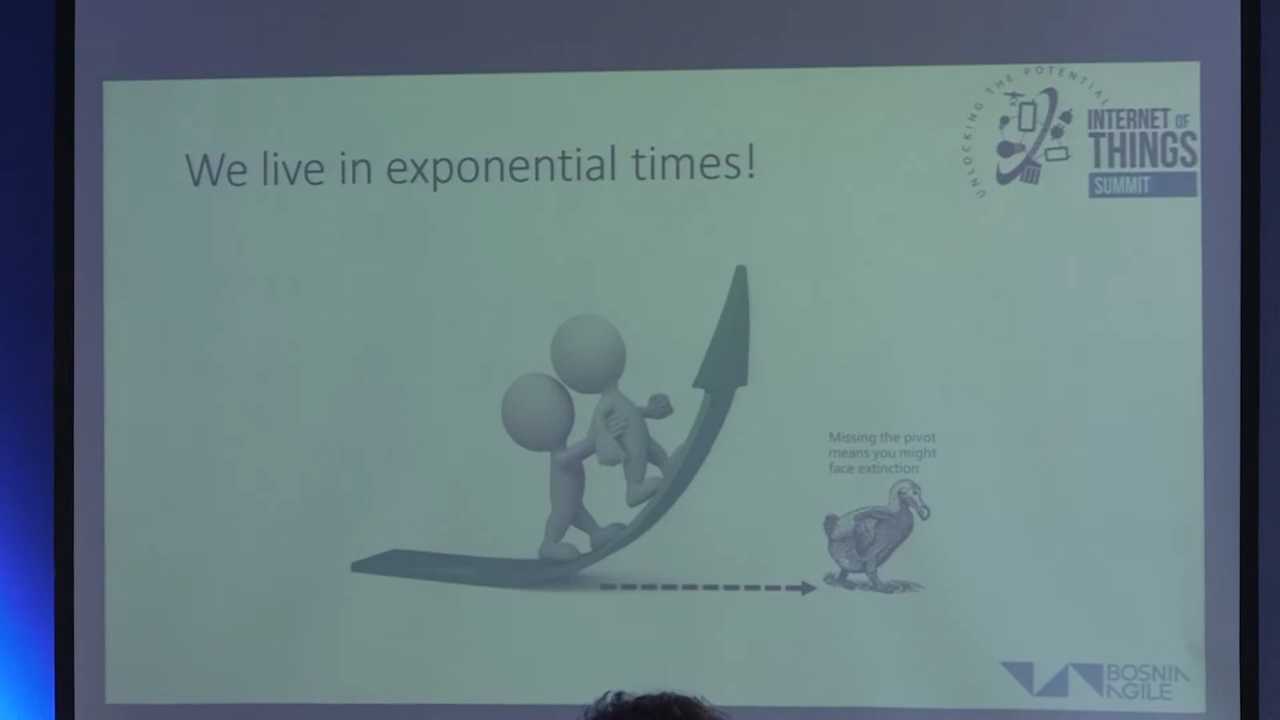 UNLOCKING THE POTENTIAL
INTERNET OF
THINGS
SUMMIT
We live in exponential times!
Missing the pivot
means you might
face extinction
BOSNIA
AGILE